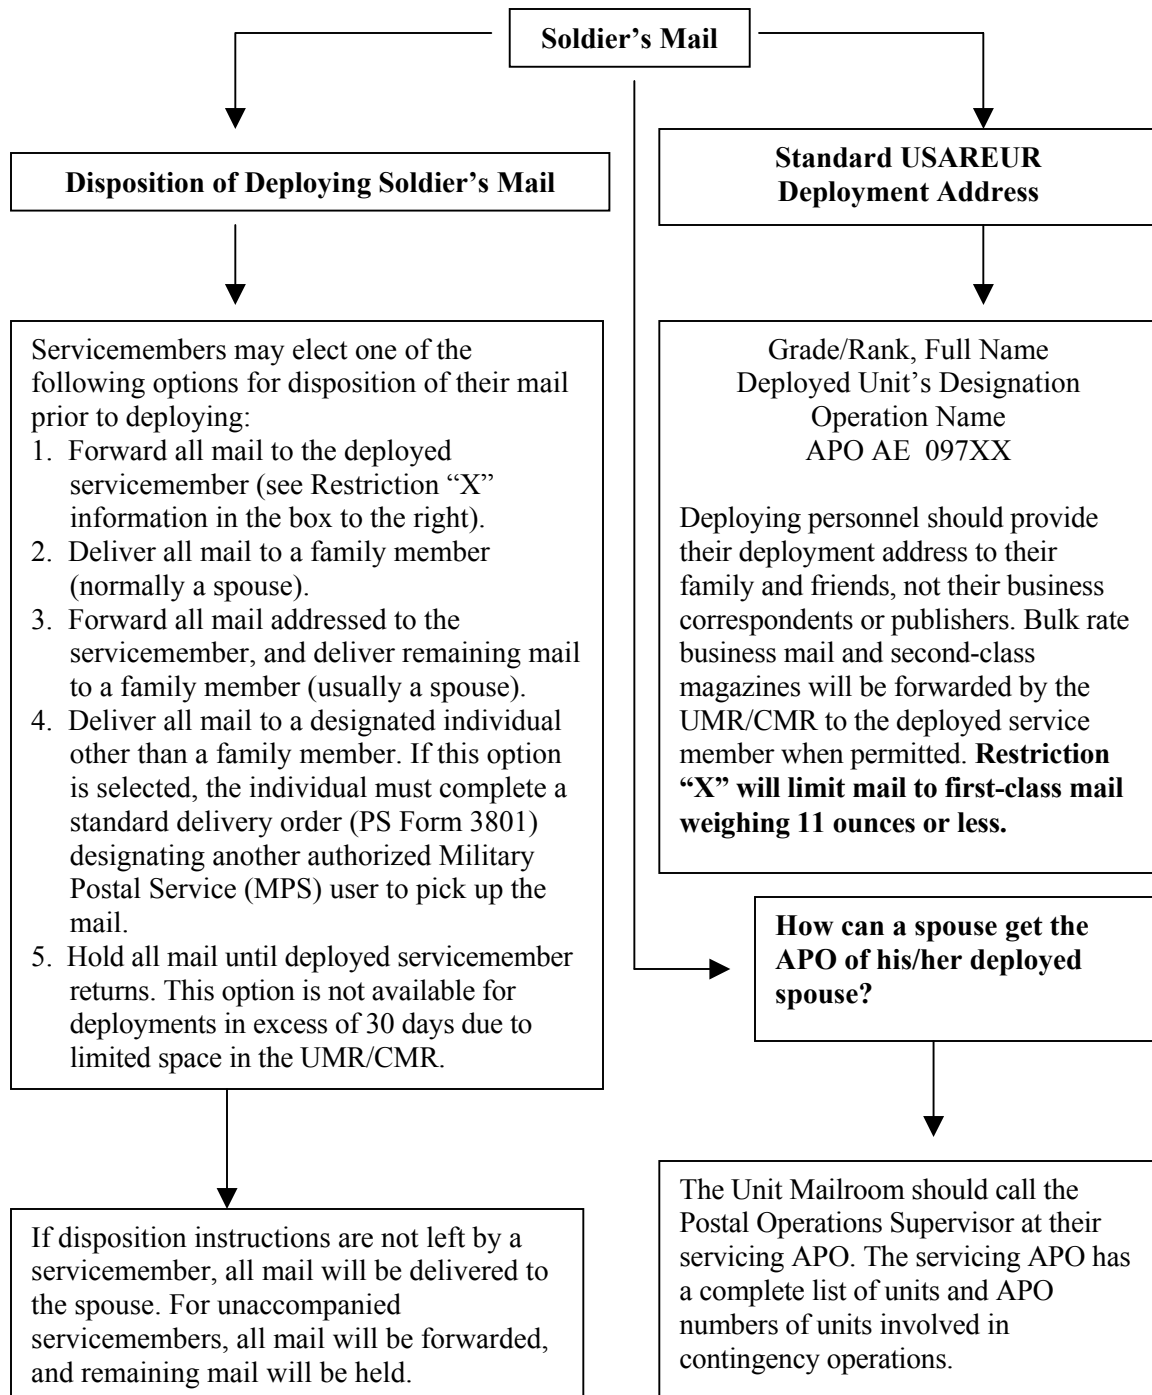 Soldier’s Mail
Disposition of Deploying Soldier’s Mail
Servicemembers may elect one of the
following options for disposition of their mail
prior to deploying:
1. Forward all mail to the deployed
servicemember (see Restriction “X”
information in the box to the right).
2. Deliver all mail to a family member
(normally a spouse).
3. Forward all mail addressed to the
servicemember, and deliver remaining mail
to a family member (usually a spouse).
4. Deliver all mail to a designated individual
other than a family member. If this option
is selected, the individual must complete a
standard delivery order (PS Form 3801)
designating another authorized Military
Postal Service (MPS) user to pick up the
mail.
5. Hold all mail until deployed servicemember
returns. This option is not available for
deployments in excess of 30 days due to
limited space in the UMR/CMR.
If disposition instructions are not left by a
servicemember, all mail will be delivered to
the spouse. For unaccompanied
servicemembers, all mail will be forwarded,
and remaining mail will be held.
Standard USAREUR
Deployment Address
Grade/Rank, Full Name
Deployed Unit’s Designation
Operation Name
APO AE 097XX
Deploying personnel should provide
their deployment address to their
family and friends, not their business
correspondents or publishers. Bulk rate
business mail and second-class
magazines will be forwarded by the
UMR/CMR to the deployed service
member when permitted. Restriction
“X” will limit mail to first-class mail
weighing 11 ounces or less.
How can a spouse get the
APO of his/her deployed
spouse?
The Unit Mailroom should call the
Postal Operations Supervisor at their
servicing APO. The servicing APO has
a complete list of units and APO
numbers of units involved in
contingency operations.